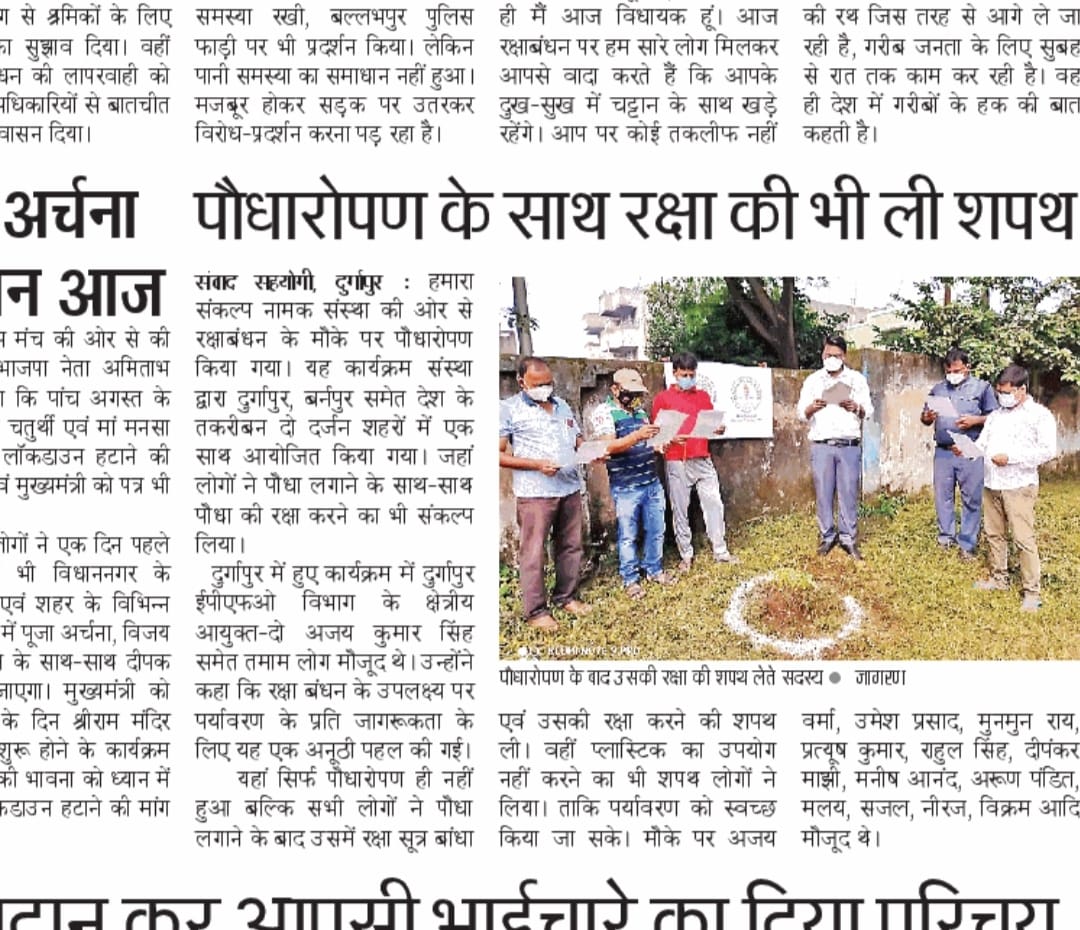 ग से श्रमिकों के लिए
का सुझाव दिया। वहीं
धन की लापरवाही को
अधिकारियों से बातचीत
वासन दिया।
समस्या रखी, बल्लभपुर पुलिस
फाड़ी पर भी प्रदर्शन किया। लेकिन
पानी समस्या का समाधान नहीं हुआ।
मजबूर होकर सड़क पर उतरकर
विरोध-प्रदर्शन करना पड़ रहा है।
ही मैं आज विधायक हूं। आज
रक्षाबंधन पर हम सारे लोग मिलकर
आपसे वादा करते हैं कि आपके
दुख-सुख में चट्टान के साथ खड़े
रहेंगे। आप पर कोई तकलीफ नहीं
की रथ जिस तरह से आगे ले जा
रही है, गरीब जनता के लिए सुबह
से रात तक काम कर रही है। वह
ही देश में गरीबों के हक की बात
कहती है।
अर्चना
न आज
मंच की ओर से की
भाजपा नेता अमिताभ
कि पांच अगस्त के
चतुर्थी एवं मां मनसा
लॉकडाउन हटाने की
वं मुख्यमंत्री को पत्र भी
लोगों ने एक दिन पहले
भी विधाननगर के
एवं शहर के विभिन्न
में पूजा अर्चना, विजय
के साथ-साथ दीपक
जाएगा। मुख्यमंत्री को
के दिन श्रीराम मंदिर
शुरू होने के कार्यक्रम
की भावना को ध्यान में
कडाउन हटाने की मांग
पौधारोपण के साथ रक्षा की भी ली शपथ
संवाद सहयोगी, दुर्गापुर : हमारा
संकल्प नामक संस्था की ओर से
रक्षाबंधन के मौके पर पौधारोपण
किया गया। यह कार्यक्रम संस्था
द्वारा दुर्गापुर, बर्नपुर समेत देश के
तकरीबन दो दर्जन शहरों में एक
साथ आयोजित किया गया। जहां
लोगों ने पौधा लगाने के साथ-साथ
पौधा की रक्षा करने का भी संकल्प
लिया।
दुर्गापुर में हुए कार्यक्रम में दुर्गापुर
ईपीएफओ विभाग के क्षेत्रीय
आयुक्त-दो अजय कुमार सिंह
समेत तमाम लोग मौजूद थे। उन्होंने
कहा कि रक्षा बंधन के उपलक्ष्य पर
पर्यावरण के प्रति जागरूकता के
लिए यह एक अनूठी पहल की गई।
यहां सिर्फ पौधारोपण ही नहीं
हुआ बल्कि सभी लोगों ने पौधा
लगाने के बाद उसमें रक्षा सूत्र बांधा
REDMI NOTE 9 PRO
पौधारोपण के बाद उसकी रक्षा की शपथ लेते सदस्य ● जागरण
एवं उसकी रक्षा करने की शपथ
ली। वहीं प्लास्टिक का उपयोग
नहीं करने का भी शपथ लोगों ने
लिया। ताकि पर्यावरण को स्वच्छ
किया जा सके। मौके पर अजय
वर्मा, उमेश प्रसाद, मुनमुन राय,
प्रत्यूष कुमार, राहुल सिंह, दीपंकर
माझी, मनीष आनंद, अरूण पंडित,
मलय, सजल, नीरज, विक्रम आदि
मौजूद थे।
कर आपसी भाईचारे का दिया परिचय